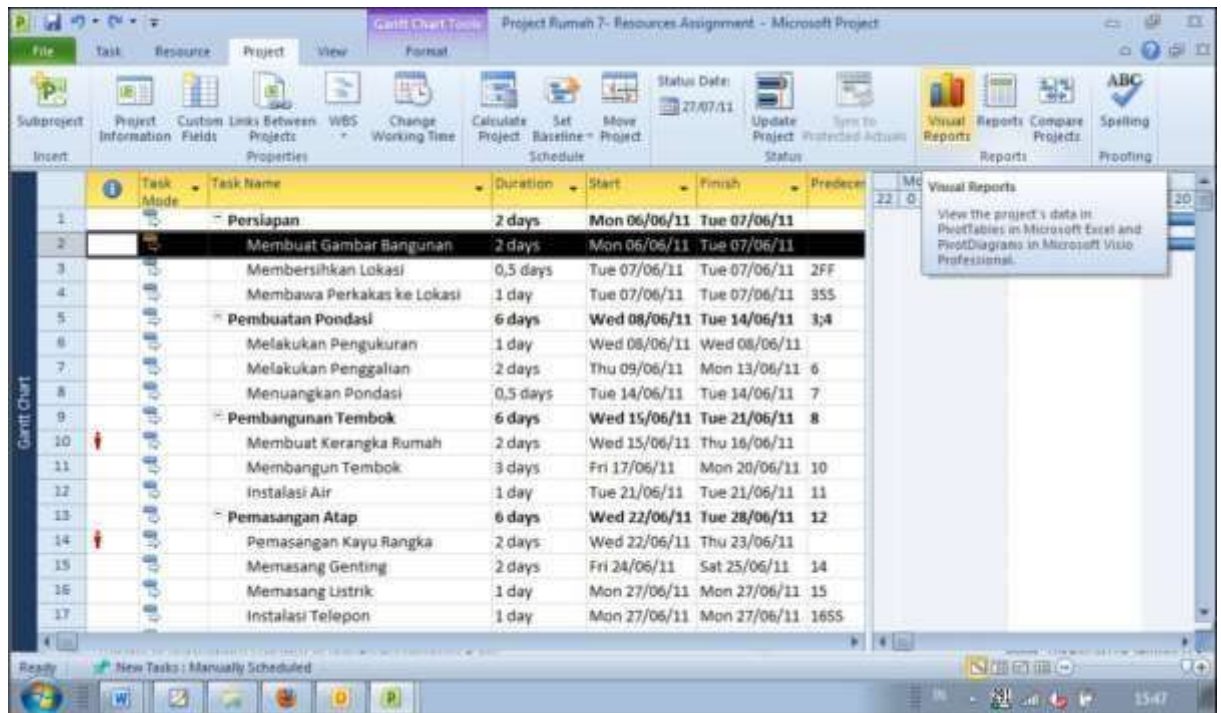 Gantt Chart Tools
Project Rumah 7- Resources Assignment - Microsoft Project
File Task Resource Project View Format
Subproject
Project Information
Custom Fields
Links Between Projects
WBS
Change Working Time
Calculate Project
Set Baseline
Move Project
Status Date:
27/07/11
Update Project
Sync to Protected Actuals
Visual Reports
Reports
Compare Projects
ABC
Spelling
Insert Properties Schedule Status Reports Proofing
Task Mode Task Name Duration Start Finish Predeces
22 0 20
1 Persiapan 2 days Mon 06/06/11 Tue 07/06/11
2 Membuat Gambar Bangunan 2 days Mon 06/06/11 Tue 07/06/11
3 Membersihkan Lokasi 0,5 days Tue 07/06/11 Tue 07/06/11 2FF
4 Membawa Perkakas ke Lokasi 1 day Tue 07/06/11 Tue 07/06/11 3SS
5 Pembuatan Pondasi 6 days Wed 08/06/11 Tue 14/06/11 3;4
6 Melakukan Pengukuran 1 day Wed 08/06/11 Wed 08/06/11
7 Melakukan Penggalian 2 days Thu 09/06/11 Mon 13/06/11 6
8 Menuangkan Pondasi 0,5 days Tue 14/06/11 Tue 14/06/11 7
9 Pembangunan Tembok 6 days Wed 15/06/11 Tue 21/06/11 8
10 Membuat Kerangka Rumah 2 days Wed 15/06/11 Thu 16/06/11
11 Membangun Tembok 3 days Fri 17/06/11 Mon 20/06/11 10
12 Instalasi Air 1 day Tue 21/06/11 Tue 21/06/11 11
13 Pemasangan Atap 6 days Wed 22/06/11 Tue 28/06/11 12
14 Pemasangan Kayu Rangka 2 days Wed 22/06/11 Thu 23/06/11
15 Memasang Genting 2 days Fri 24/06/11 Sat 25/06/11 14
16 Memasang Listrik 1 day Mon 27/06/11 Mon 27/06/11 15
17 Instalasi Telepon 1 day Mon 27/06/11 Mon 27/06/11 16SS
Visual Reports
View the project's data in
PivotTables in Microsoft Excel and
PivotDiagrams in Microsoft Visio
Professional.
Gantt Chart
Ready New Tasks : Manually Scheduled
15:47